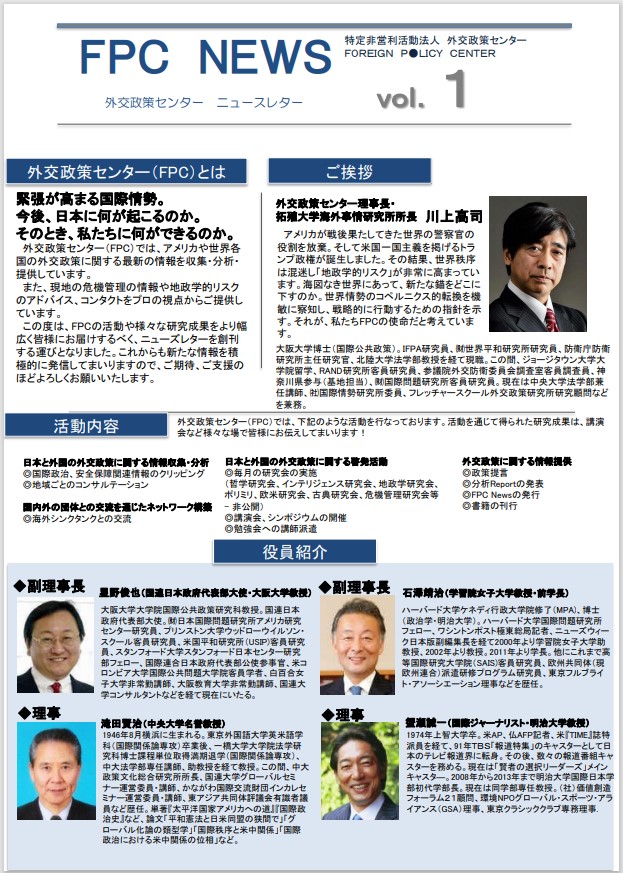 FPC NEWS
特定非営利活動法人 外交政策センター
FOREIGN P●LICY CENTER
外交政策センター ニュースレター
vol. 1
外交政策センター(FPC)とは
緊張が高まる国際情勢。
今後、日本に何が起こるのか。
そのとき、私たちに何ができるのか。
外交政策センター(FPC)では、アメリカや世界各
国の外交政策に関する最新の情報を収集・分析・
提供しています。
また、現地の危機管理の情報や地政学的リスク
のアドバイス、コンタクトをプロの視点からご提供し
ています。
この度は、FPCの活動や様々な研究成果をより幅
広く皆様にお届けするべく、ニューズレターを創刊
する運びとなりました。これからも新たな情報を積
極的に発信してまいりますので、ご期待、ご支援の
ほどよろしくお願いいたします。
ご挨拶
外交政策センター理事長・
拓殖大学海外事情研究所所長 川上高司
アメリカが戦後果たしてきた世界の警察官の
役割を放棄。そして米国一国主義を掲げるトラ
ンプ政権が誕生しました。その結果、世界秩序
は混迷し「地政学的リスク」が非常に高まってい
ます。海図なき世界にあって、新たな錨をどこに
下すのか。世界情勢のコペルニクス的転換を機
敏に察知し、戦略的に行動するための指針を示
す。それが、私たちFPCの使命だと考えていま
す。
大阪大学博士(国際公共政策)。IFPA研究員、㈶世界平和研究所研究員、防衛庁防衛
研究所主任研究官、北陸大学法学部教授を経て現職。この間、ジョージタウン大学大
学院留学、RAND研究所客員研究員、参議院外交防衛委員会調査室客員調査員、神
奈川県参与(基地担当)、㈶国際問題研究所客員研究員。現在は中央大学法学部兼
任講師、㈳国際情勢研究所委員、フレッチャースクール外交政策研究所研究顧問など
を兼務。
活動内容
外交政策センター(FPC)では、下記のような活動を行なっております。活動を通じて得られた研究成果は、講演
会など様々な場で皆様にお伝えしてまいります!
日本と外国の外交政策に関する情報収集・分析
◎国際政治、安全保障関連情報のクリッピング
◎地域ごとのコンサルテーション
国内外の団体との交流を通じたネットワーク構築
◎海外シンクタンクとの交流
日本と外国の外交政策に関する啓発活動
◎毎月の研究会の実施
(哲学研究会、インテリジェンス研究会、地政学研究会、
ポリミリ、欧米研究会、古典研究会、危機管理研究会等
- 非公開)
◎講演会、シンポジウムの開催
◎勉強会への講師派遣
外交政策に関する情報提供
◎政策提言
◎分析Reportの発表
◎FPC Newsの発行
◎書籍の刊行
役員紹介
◆副理事長
星野俊也(国連日本政府代表部大使・大阪大学教授)
大阪大学大学院国際公共政策研究科教授。国連日本
政府代表部大使。㈶日本国際問題研究所アメリカ研究
センター研究員、プリンストン大学ウッドローウイルソン・
スクール客員研究員、米国平和研究所(USIP)客員研究
員、スタンフォード大学スタンフォード日本センター研究
部フェロー、国際連合日本政府代表部公使参事官、米コ
ロンビア大学国際公共問題大学院客員学者、白百合女
子大学非常勤講師、大阪教育大学非常勤講師、国連大
学コンサルタントなどを経て現在にいたる。
◆副理事長
石澤靖治(学習院女子大学教授・前学長)
ハーバード大学ケネディ行政大学院修了(MPA)、博士
(政治学・明治大学)。ハーバード大学国際問題研究所
フェロー、ワシントンポスト極東総局記者、ニューズウィー
ク日本版副編集長を経て2000年より学習院女子大学助
教授、2002年より教授。2011年より学長。他にこれまで高
等国際研究大学院(SAIS)客員研究員、欧州共同体(現
欧州連合)派遣研修プログラム研究員、東京フルブライ
ト・アソーシエーション理事などを歴任。
◆理事
滝田賢治(中央大学名誉教授)
1946年8月横浜に生まれる。東京外国語大学英米語学
科(国際関係論専攻)卒業後、一橋大学大学院法学研
究科博士課程単位取得満期退学(国際関係論専攻)、
中大法学部専任講師、助教授を経て教授。この間、中大
政策文化総合研究所所長、国連大学グローバルセミ
ナー運営委員・講師、かながわ国際交流財団インカレセ
ミナー運営委員・講師、東アジア共同体評議会有識者議
員など歴任。単著『太平洋国家アメリカへの道』『国際政
治史』など、論文「平和憲法と日米同盟の狭間で」「グ
ローバル化論の類型学」「国際秩序と米中関係」「国際
政治における米中関係の位相」など。
◆理事
蟹瀬誠一(国際ジャーナリスト・明治大学教授)
1974年上智大学卒。米AP、仏AFP記者、米『TIME』誌特
派員を経て、91年TBS『報道特集』のキャスターとして日
本のテレビ報道界に転身。その後、数々の報道番組キャ
スターを務める。現在は『賢者の選択リーダーズ』メイン
キャスター。2008年から2013年まで明治大学国際日本学
部初代学部長。現在は同学部専任教授。(社)価値創造
フォーラム21顧問、環境NPOグローバル・スポーツ・アラ
イアンス(GSA)理事、東京クラシッククラブ専務理事.